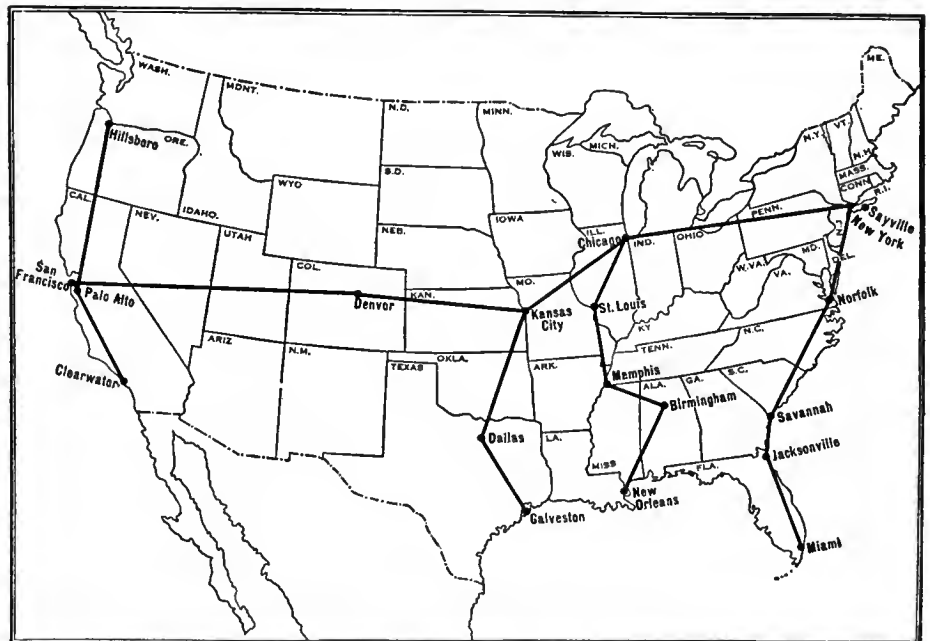 WASH.
MONT.
N.D.
MINN.
ME.
Hillsboro
ORE.
WIS.
MICH.
N.Y.
VT.
N.H.
MASS.
CONN.
R.I.
S.D.
WYO
IDAHO.
CAL.
NEV.
UTAH
NEB.
IOWA
ILL.
Chicago
IND.
OHIO
PENN.
Sayville
New York
N.J.
MD.
DEL.
W.VA.
VA.
San
Francisco
Palo Alto
COL.
Denver
KAN.
MO.
Kansas
City
St. Louis
KY
Norfolk
ARIZ
N.M.
TEXAS
OKLA.
ARK.
TENN.
N.C.
Memphis
Clearwater
ALA.
GA.
S.C.
Birmingham
Savannah
Dallas
LA.
MISS
FLA.
Jacksonville
New
Orleans
Galveston
Miami